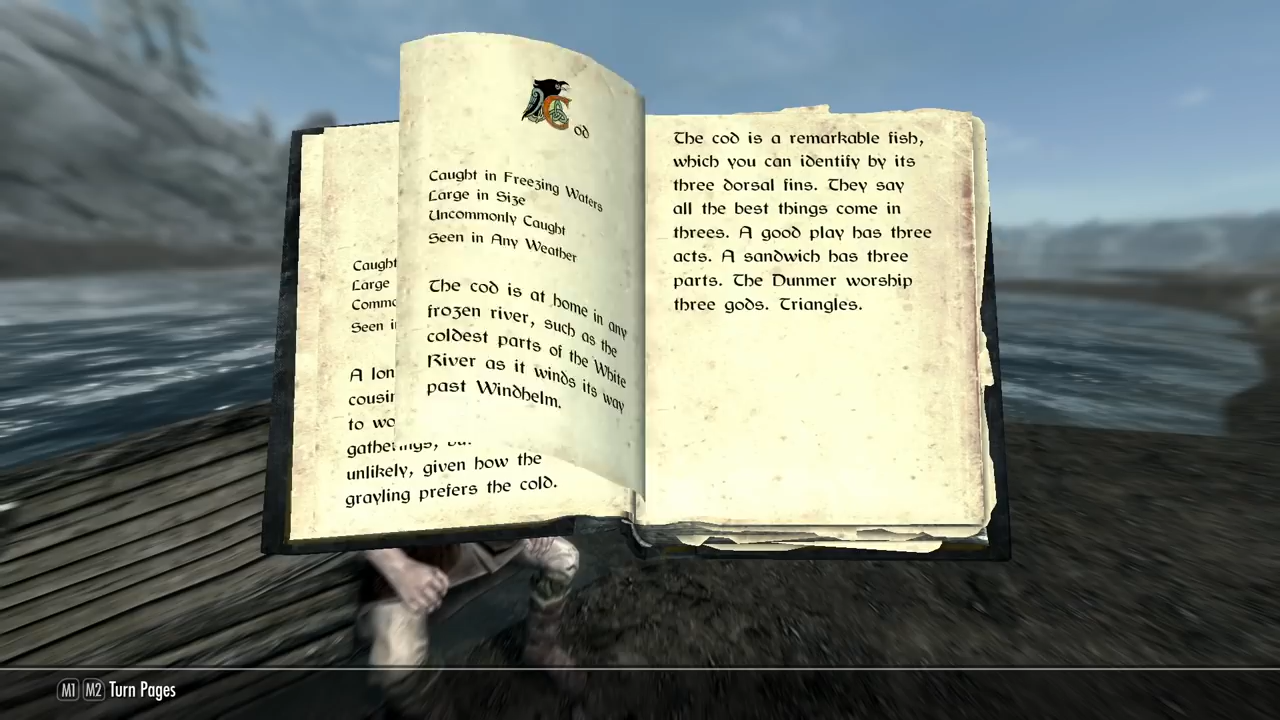 Cod
Caught in Freezing Waters
Large in Size
Uncommonly Caught
Seen in Any Weather
The cod is at home in any
frozen river, such as the
coldest parts of the White
River as it winds its way
past Windhelm.
Caught
Large
Seen
A
to
unlikely, given how the
grayling prefers the cold.
The cod is a remarkable fish,
which you can identify by its
three dorsal fins. They say
all the best things come in
threes. A good play has three
acts. A sandwich has three
parts. The Dunmer worship
three gods. Triangles.
M1 M2 Turn Pages